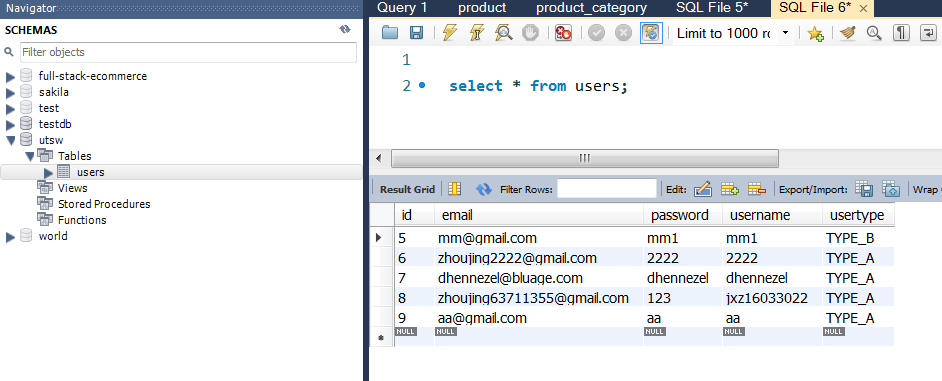 Navigator
SCHEMAS
Filter objects
full-stack-ecommerce
sakila
test
testdb
utsw
Tables
users
Views
Stored Procedures
Functions
world
Query 1 product product_category SQL File 5* SQL File 6* ×
Limit to 1000 rc
1
2 select * from users;
Result Grid Filter Rows: Edit: Export/Import: Wrap
id email password username usertype
5 mm@gmail.com mm1 mm1 TYPE_B
6 zhoujing2222@gmail.com 2222 2222 TYPE_A
7 dhennezel@bluage.com dhennezel dhennezel TYPE_A
8 zhoujing63711355@gmail.com 123 jxz16033022 TYPE_A
9 aa@gmail.com aa aa TYPE_A
NULL NULL NULL NULL NULL